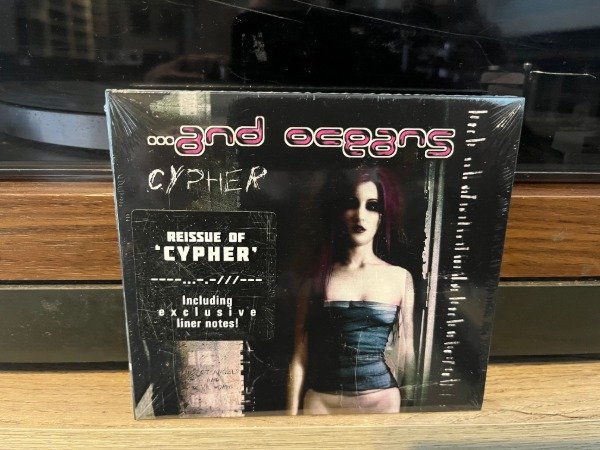 ...and oceans
CYPHER
REISSUE OF
'CYPHER'
----...-.-///---
Including
exclusive
liner notes!